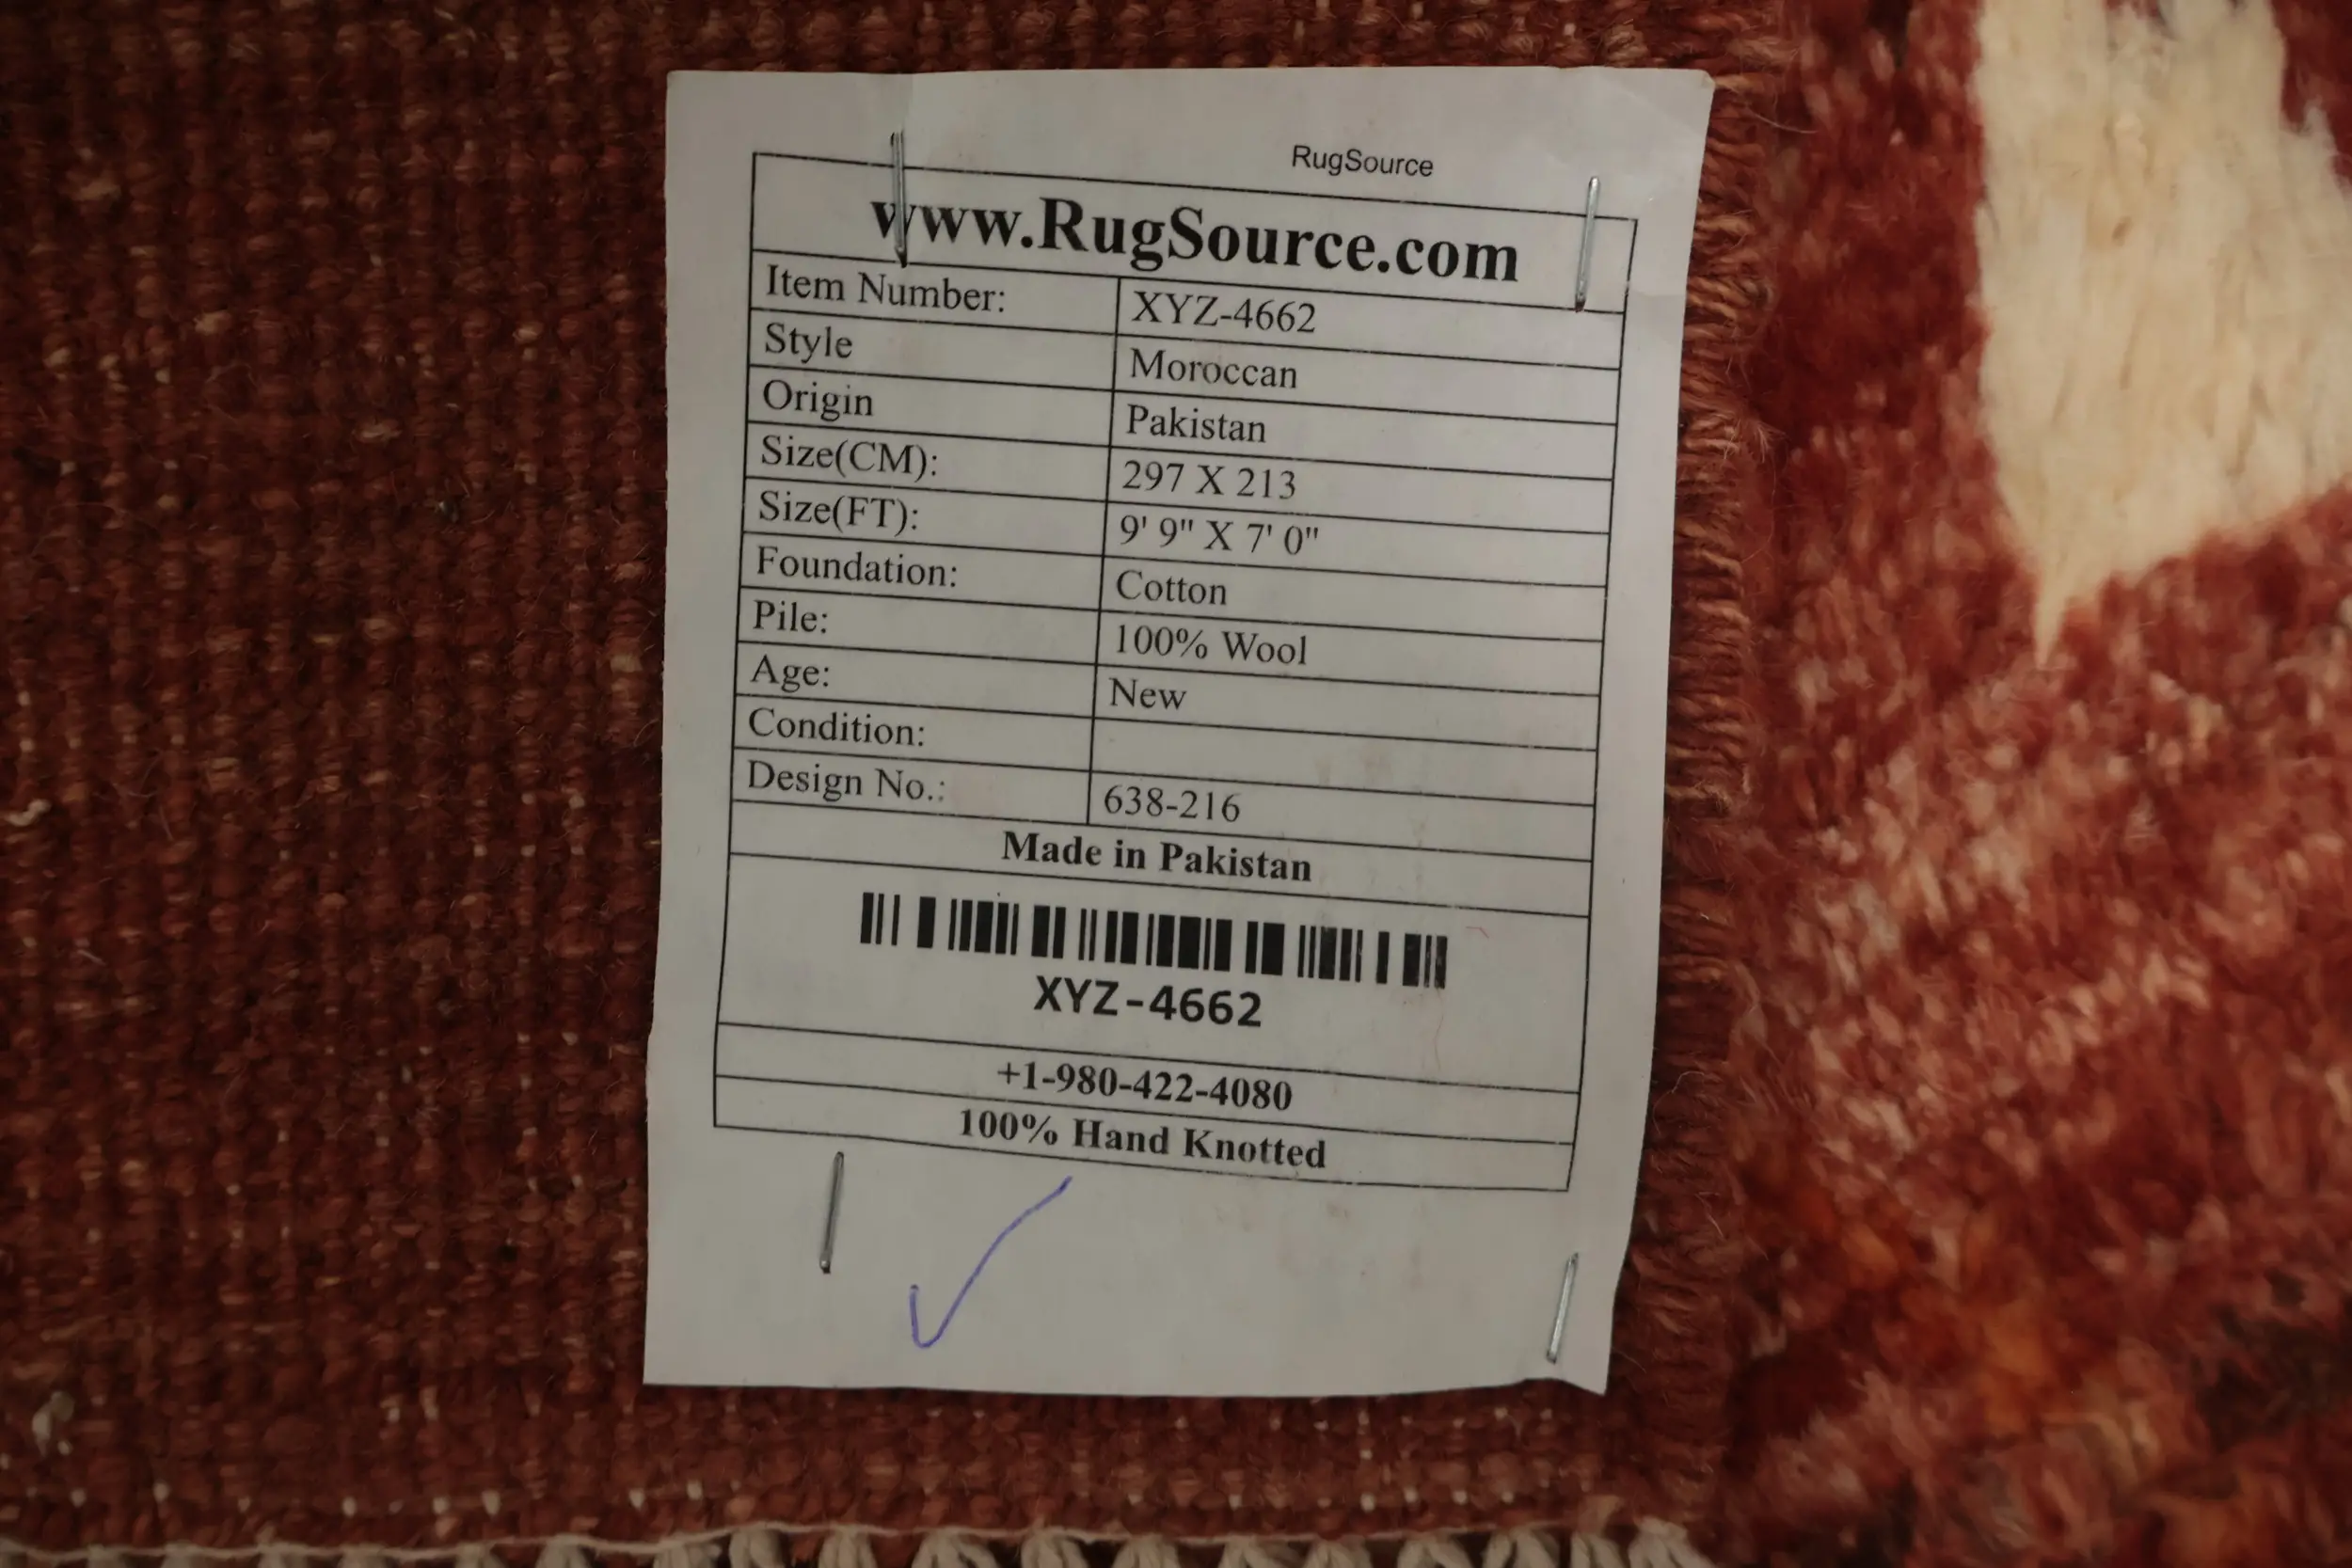 RugSource
www.RugSource.com
Item Number: XYZ-4662
Style Moroccan
Origin Pakistan
Size(CM): 297 X 213
Size(FT): 9' 9" X 7' 0"
Foundation: Cotton
Pile: 100% Wool
Age: New
Condition:
Design No.: 638-216
Made in Pakistan
XYZ-4662
+1-980-422-4080
100% Hand Knotted